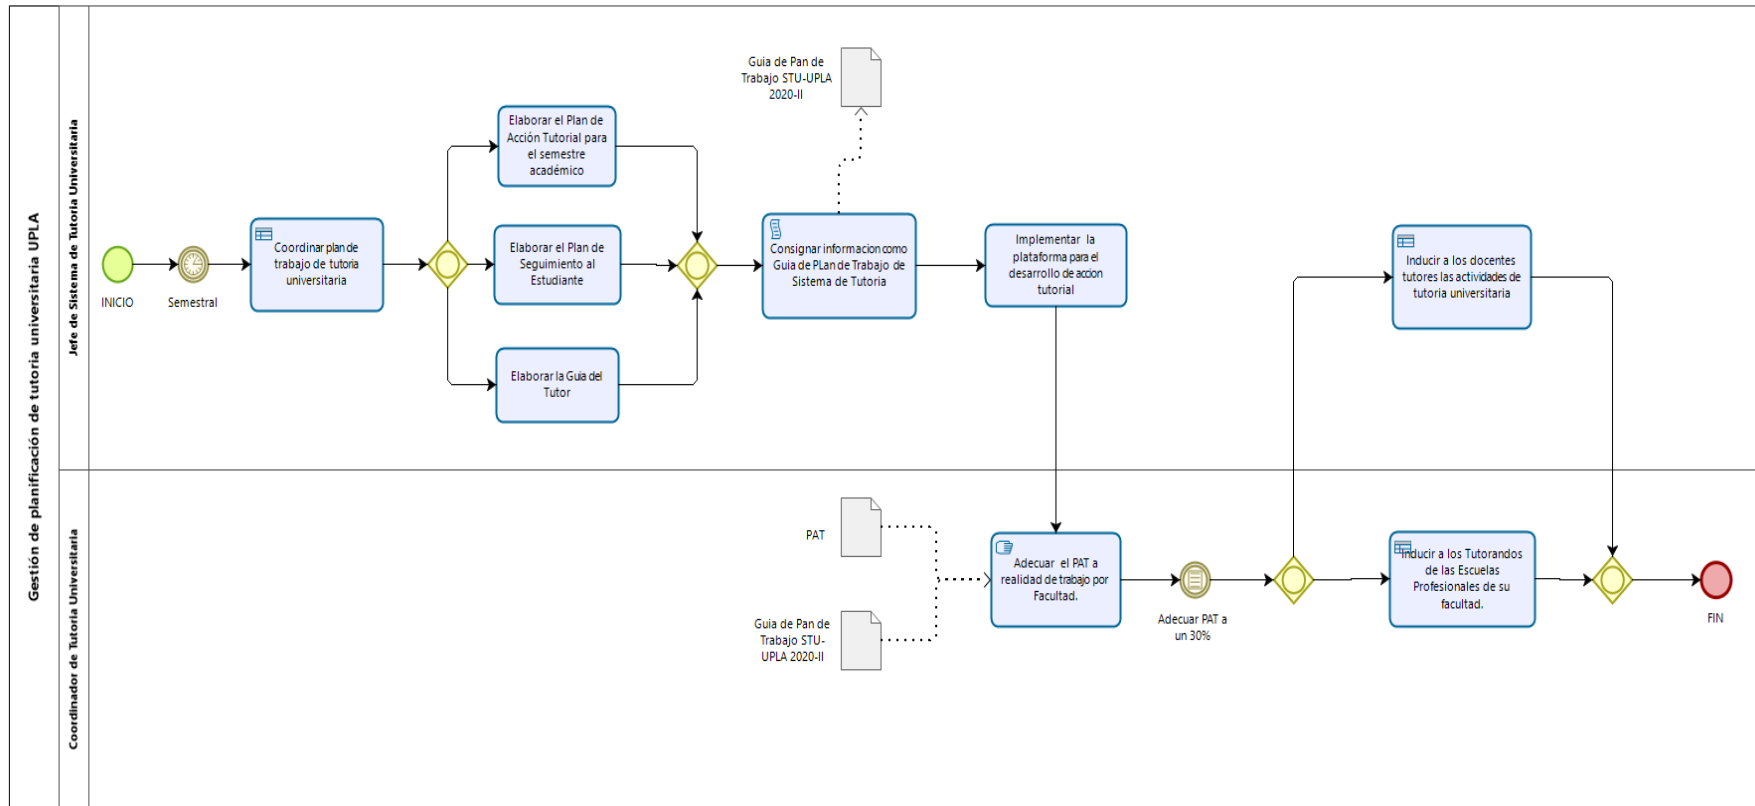 Gestión de planificación de tutoria universitaria UPLA
Jefe de Sistema de Tutoria Universitaria
INICIO
Semestral
Coordinar plan de
trabajo de tutoria
universitaria
Elaborar el Plan de
Acción Tutorial para
el semestre
académico
Elaborar el Plan de
Seguimiento al
Estudiante
Elaborar la Guia del
Tutor
Guia de Pan de
Trabajo STU-UPLA
2020-II
Consignar informacion como
Guia de PLan de Trabajo de
Sistema de Tutoria
Implementar la
plataforma para el
desarrollo de accion
tutorial
Inducir a los docentes
tutores las actividades de
tutoria universitaria
Coordinador de Tutoria Universitaria
PAT
Guia de Pan de
Trabajo STU-
UPLA 2020-II
Adecuar el PAT a
realidad de trabajo por
Facultad.
Adecuar PAT a
un 30%
Inducir a los Tutorandos
de las Escuelas
Profesionales de su
facultad.
FIN